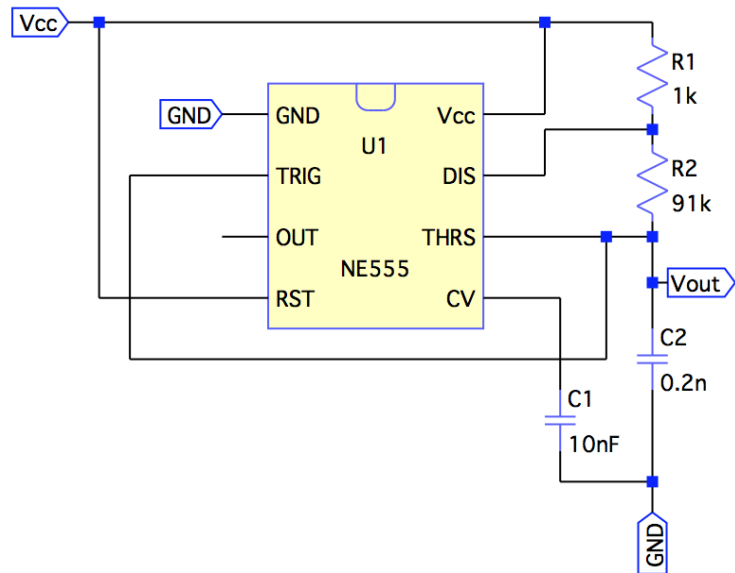 Vcc
R1
1k
GND
GND
Vcc
U1
TRIG
DIS
R2
91k
OUT
THRS
NE555
RST
CV
Vout
C2
0.2n
C1
10nF
GND